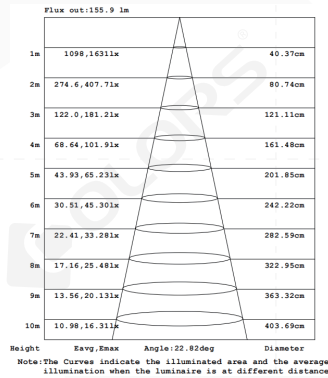 Flux out:155.9 lm
1m 1098,1631lx 40.37cm
2m 274.6,407.7lx 80.74cm
3m 122.0,181.2lx 121.11cm
4m 68.64,101.9lx 161.48cm
5m 43.93,65.23lx 201.85cm
6m 30.51,45.30lx 242.22cm
7m 22.41,33.28lx 282.59cm
8m 17.16,25.48lx 322.95cm
9m 13.56,20.13lx 363.32cm
10m 10.98,16.31lx 403.69cm
Height Eavg,Emax Angle:22.82deg Diameter
Note:The Curves indicate the illuminated area and the average
illumination when the luminaire is at different distance
COLORS®